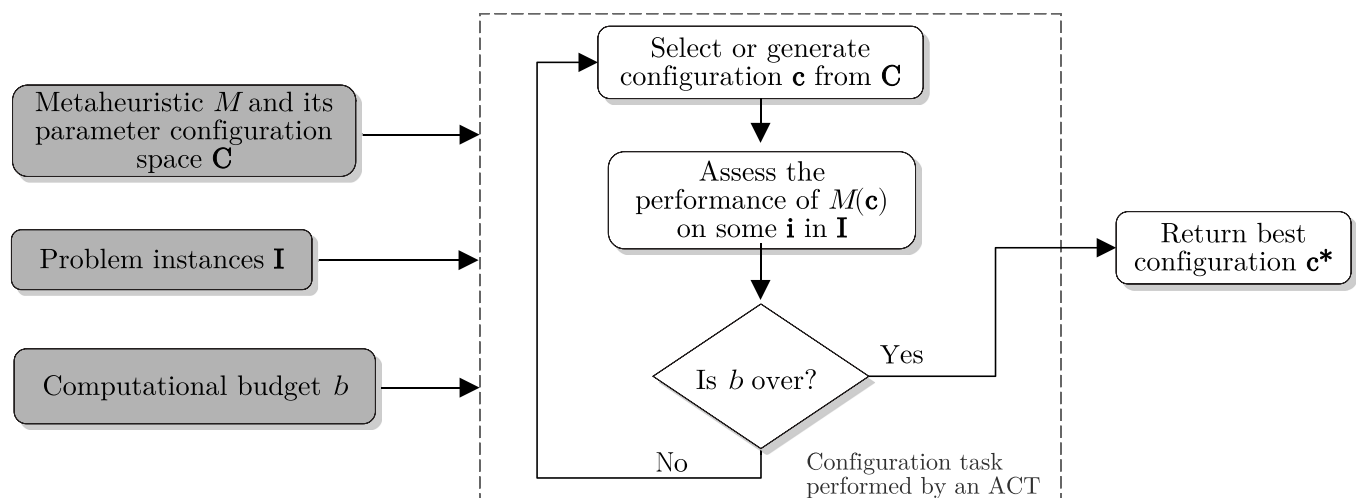 Metaheuristic M and its
parameter configuration
space C
Problem instances I
Computational budget b
Select or generate
configuration c from C
Assess the
performance of M(c)
on some i in I
Is b over?
Yes
No
Configuration task
performed by an ACT
Return best
configuration c*